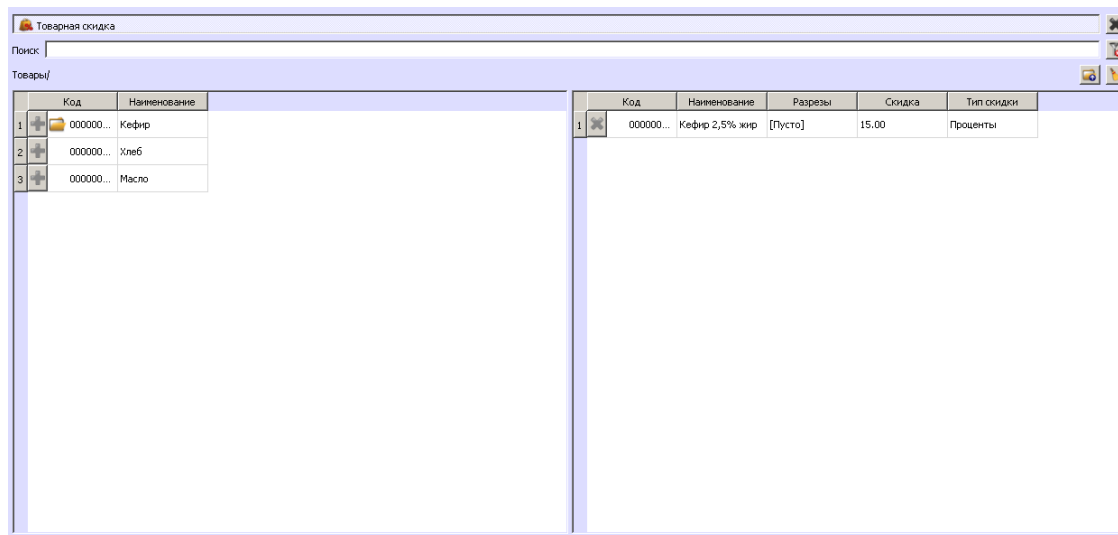 Товарная скидка
Поиск
Товары/
Код Наименование
1 000000... Кефир
2 000000... Хлеб
3 000000... Масло
Код Наименование Разрезы Скидка Тип скидки
1 000000... Кефир 2,5% жир [Пусто] 15.00 Проценты